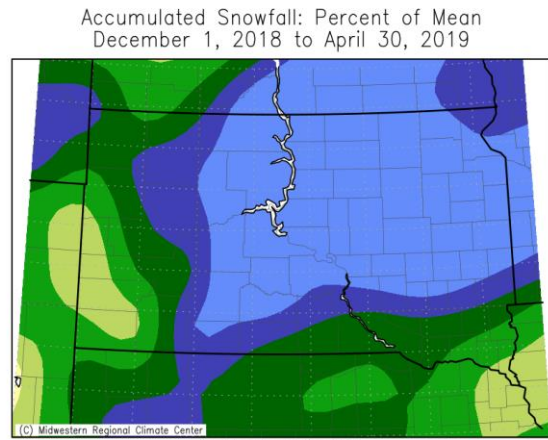 Accumulated Snowfall: Percent of Mean
December 1, 2018 to April 30, 2019
(C) Midwestern Regional Climate Center